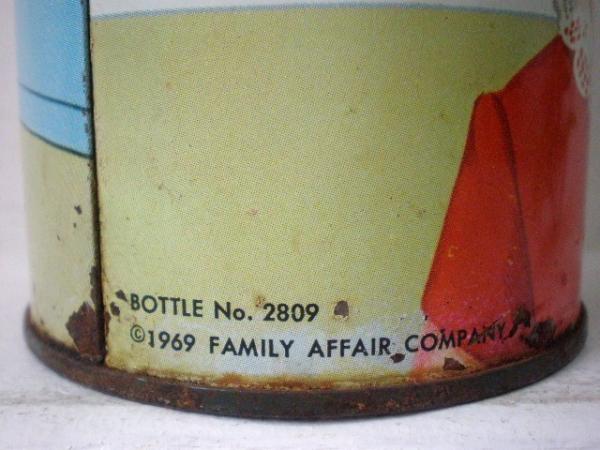 BOTTLE No. 2809
©1969 FAMILY AFFAIR COMPANY